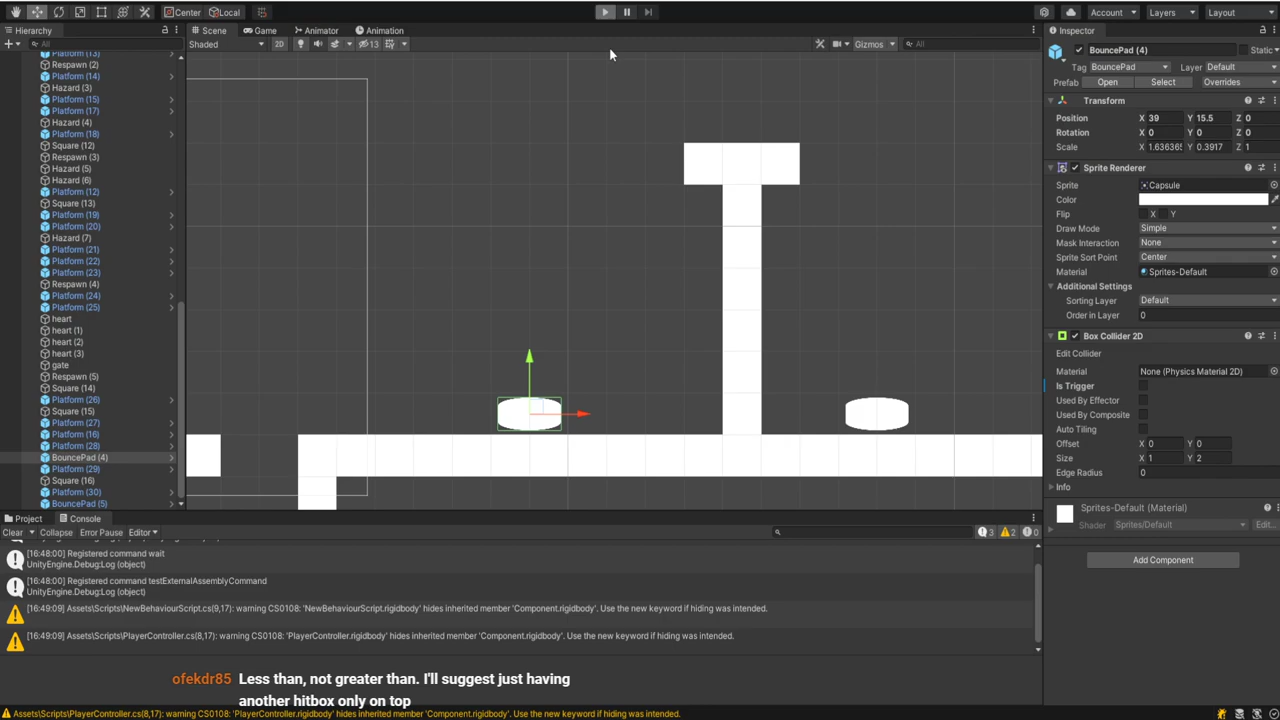 Center Local Account Layers Layout
Hierarchy Scene Game Animator Animation Inspector
All Shaded 2D 13 Gizmos All BouncePad (4) Static
Tag BouncePad Layer Default
Prefab Open Select Overrides
Transform
Position X 39 Y 15.5 Z 0
Rotation X 0 Y 0 Z 0
Scale X 1.63636 Y 0.3917 Z 1
Sprite Renderer
Sprite Capsule
Color
Flip X Y
Draw Mode Simple
Mask Interaction None
Sprite Sort Point Center
Material Sprites-Default
Additional Settings
Sorting Layer Default
Order in Layer 0
Box Collider 2D
Edit Collider
Material None (Physics Material 2D)
Is Trigger
Used By Effector
Used By Composite
Auto Tiling
Offset X 0 Y 0
Size X 1 Y 2
Edge Radius 0
Info
Sprites-Default (Material)
Shader Sprites/Default Edit...
Add Component
Platform (13)
Respawn (2)
Platform (14)
Hazard (3)
Platform (15)
Platform (17)
Hazard (4)
Platform (18)
Square (12)
Respawn (3)
Hazard (5)
Hazard (6)
Platform (12)
Square (13)
Platform (19)
Platform (20)
Hazard (7)
Platform (21)
Platform (22)
Platform (23)
Respawn (4)
Platform (24)
Platform (25)
heart
heart (1)
heart (2)
heart (3)
gate
Respawn (5)
Square (14)
Platform (26)
Square (15)
Platform (27)
Platform (16)
Platform (28)
BouncePad (4)
Platform (29)
Square (16)
Platform (30)
BouncePad (5)
Project Console
Clear Collapse Error Pause Editor 3 2 0
[16:48:00] Registered command wait
UnityEngine.Debug:Log (object)
[16:48:00] Registered command testExternalAssemblyCommand
UnityEngine.Debug:Log (object)
[16:49:09] Assets\Scripts\NewBehaviourScript.cs(9,17): warning CS0108: 'NewBehaviourScript.rigidbody' hides inherited member 'Component.rigidbody'. Use the new keyword if hiding was intended.
[16:49:09] Assets\Scripts\PlayerController.cs(8,17): warning CS0108: 'PlayerController.rigidbody' hides inherited member 'Component.rigidbody'. Use the new keyword if hiding was intended.
ofekdr85 Less than, not greater than. I'll suggest just having
another hitbox only on top
Assets\Scripts\PlayerController.cs(8,17): warning CS0108: 'PlayerController.rigidbody' hides inherited member 'Component.rigidbody'. Use the new keyword if hiding was intended.